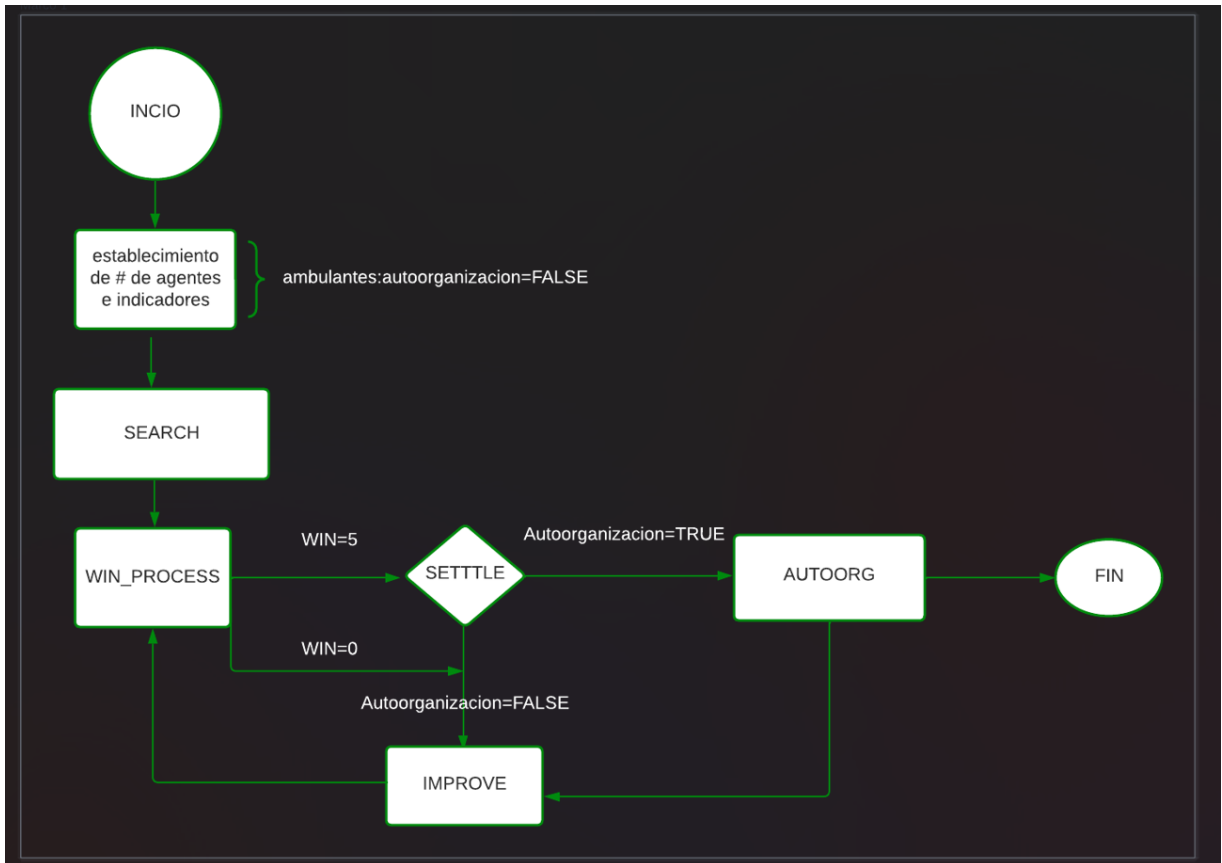 INCIO
establecimiento
de # de agentes
e indicadores
ambulantes:autoorganizacion=FALSE
SEARCH
WIN_PROCESS
WIN=5
SETTTLE
Autoorganizacion=TRUE
AUTOORG
FIN
WIN=0
Autoorganizacion=FALSE
IMPROVE